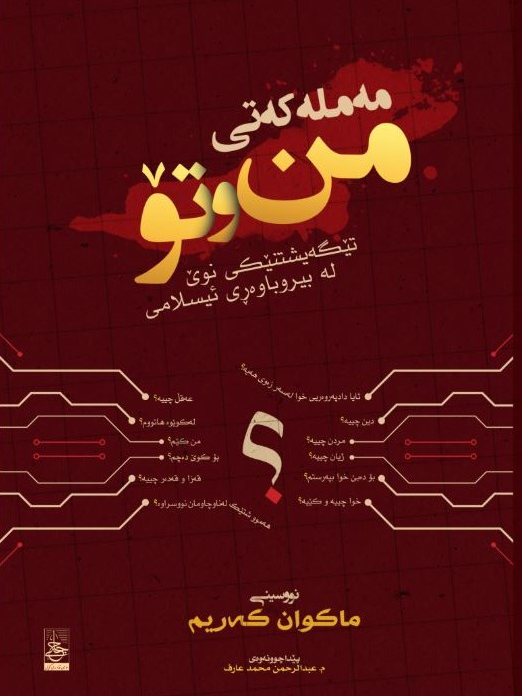 مەملەکەتی
من و تۆ
تێگەیشتنێکی نوێ
لە بیروباوەڕی ئیسلامی
ئایا دادپەروەریی خوا لەسەر زەوی هەیە؟
دین چییە؟
مردن چییە؟
ژیان چییە؟
بۆ دەبێ خوا بپەرستم؟
خوا چییە و کێیە؟
عەقڵ چییە؟
لەکوێوە هاتووم؟
من کێم؟
بۆ کوێ دەچم؟
قەزا و قەدەر چییە؟
هەموو شتێک لەناوچاومان نووسراوە؟
؟
نووسینی
ماکوان کەریم
پێداچوونەوەی
م. عبدالرحمن محمد عارف